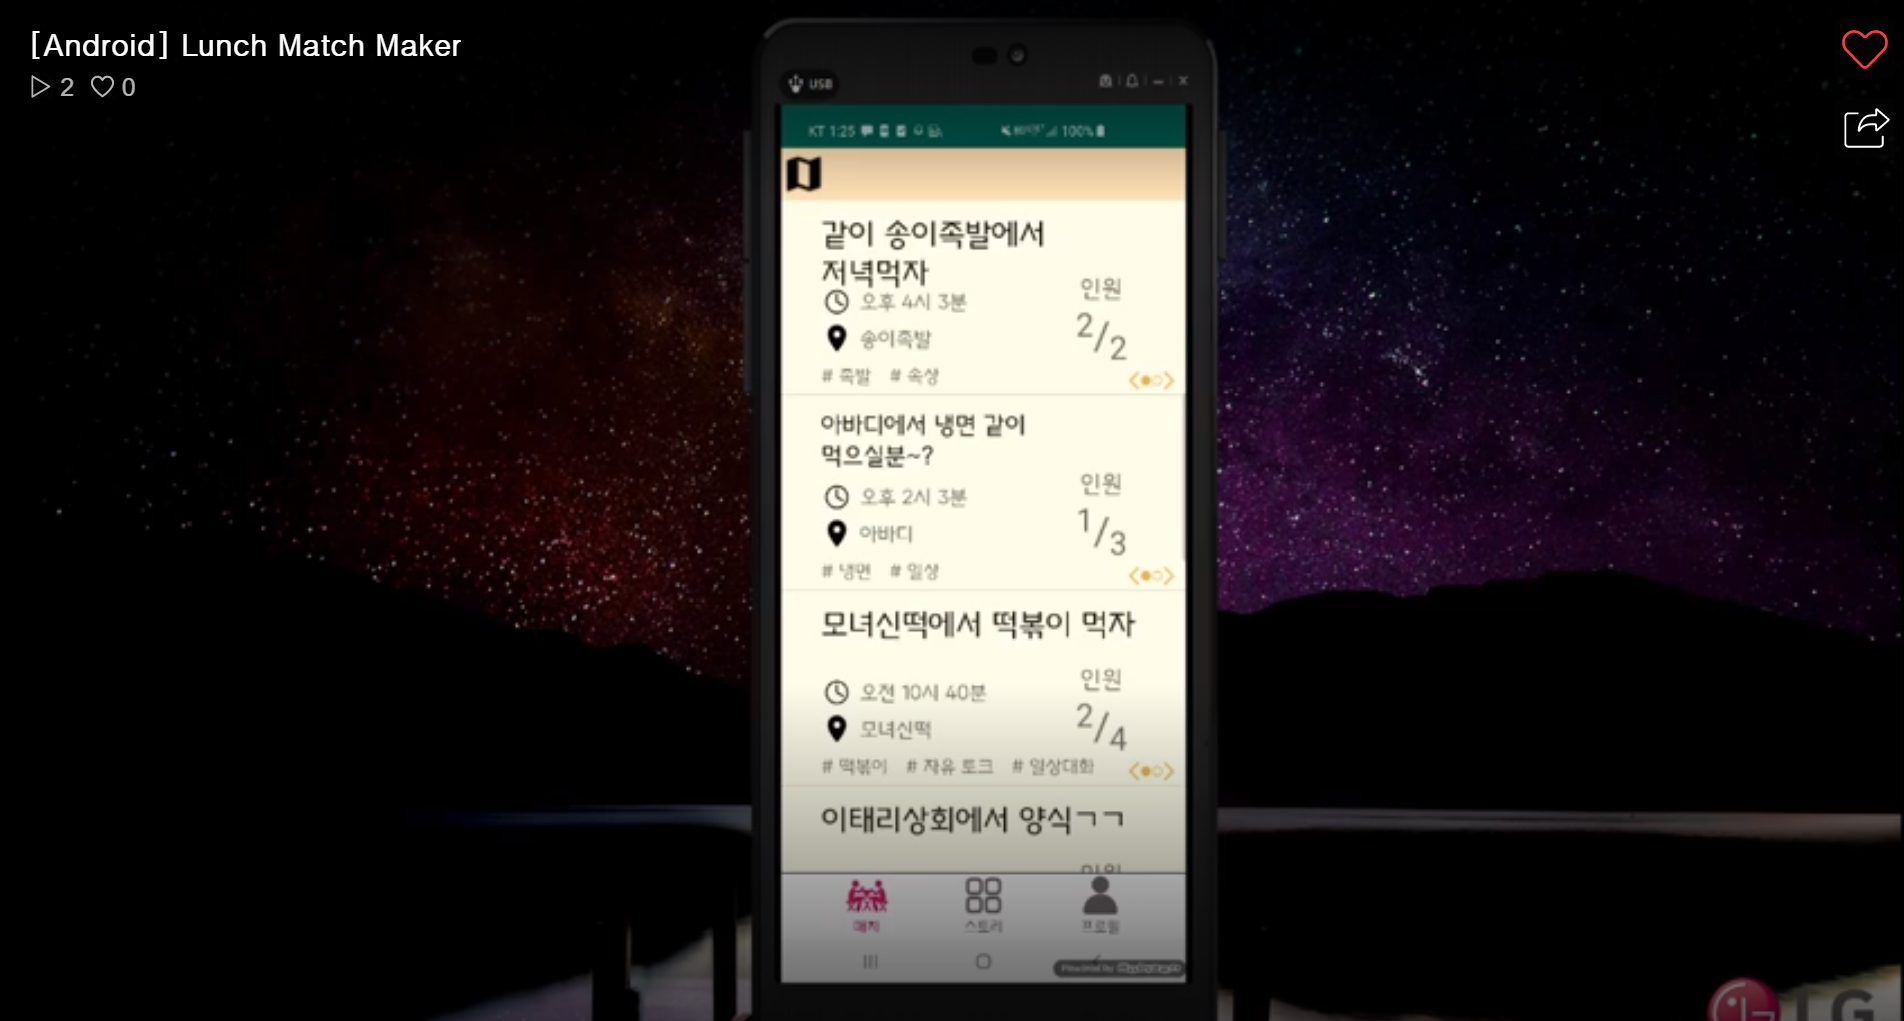 [Android] Lunch Match Maker
2 0
USB
KT 1:25
100%
같이 송이족발에서
저녁먹자
오후 4시 3분
송이족발
인원
2/2
# 족발 # 속상
아바디에서 냉면 같이
먹으실분~?
오후 2시 3분
아바디
인원
1/3
# 냉면 # 일상
모녀신떡에서 떡볶이 먹자
오전 10시 40분
모녀신떡
인원
2/4
# 떡볶이 # 자유 토크 # 일상대화
이태리상회에서 양식ㄱㄱ
인원
매치 스토리 프로필
Powered by
LG